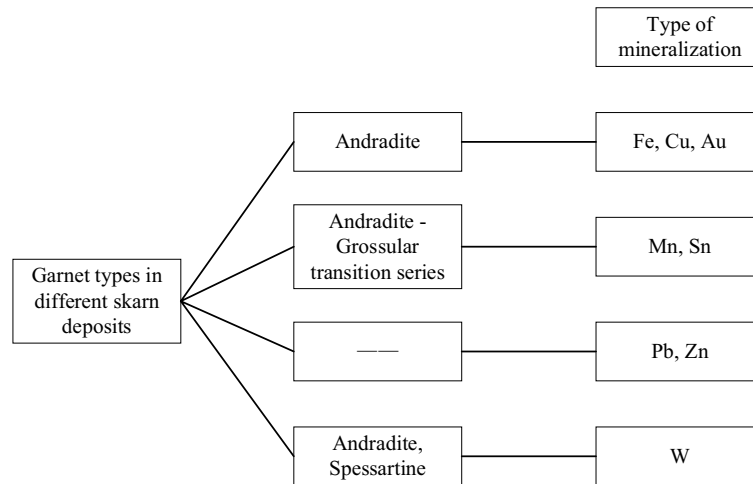 Type of
mineralization
Andradite
Fe, Cu, Au
Andradite -
Grossular
transition series
Mn, Sn
Garnet types in
different skarn
deposits
——
Pb, Zn
Andradite,
Spessartine
W